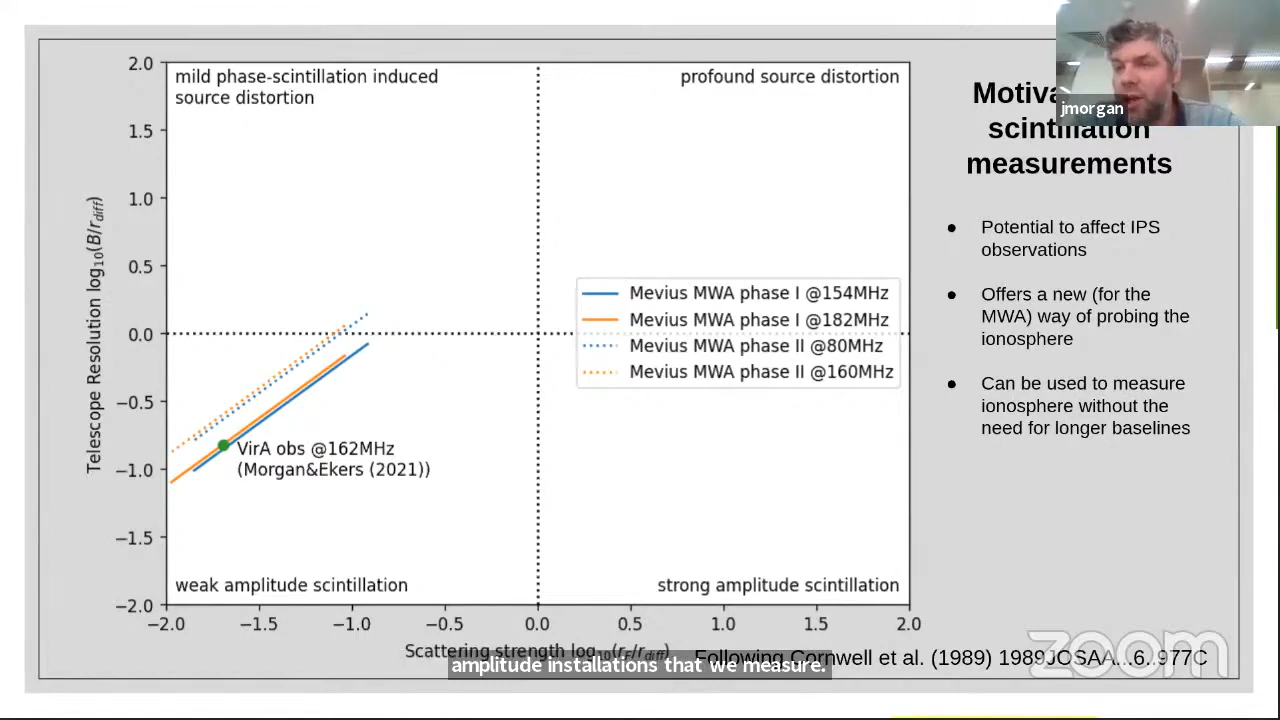 jmorgan
scintillation
measurements
● Potential to affect IPS
observations
● Offers a new (for the
MWA) way of probing the
ionosphere
● Can be used to measure
ionosphere without the
need for longer baselines
mild phase-scintillation induced
source distortion
profound source distortion
2.0
1.5
1.0
0.5
0.0
−0.5
−1.0
−1.5
−2.0
Telescope Resolution log10(B/rdiff)
Mevius MWA phase I @154MHz
Mevius MWA phase I @182MHz
Mevius MWA phase II @80MHz
Mevius MWA phase II @160MHz
VirA obs @162MHz
(Morgan&Ekers (2021))
weak amplitude scintillation
strong amplitude scintillation
−2.0 −1.5 −1.0 −0.5 0.0 0.5 1.0 1.5 2.0
Scattering strength log10(rF/rdiff)
amplitude installations that we measure.
Following Cornwell et al. (1989) 1989JOSAA...6..977C
zoom